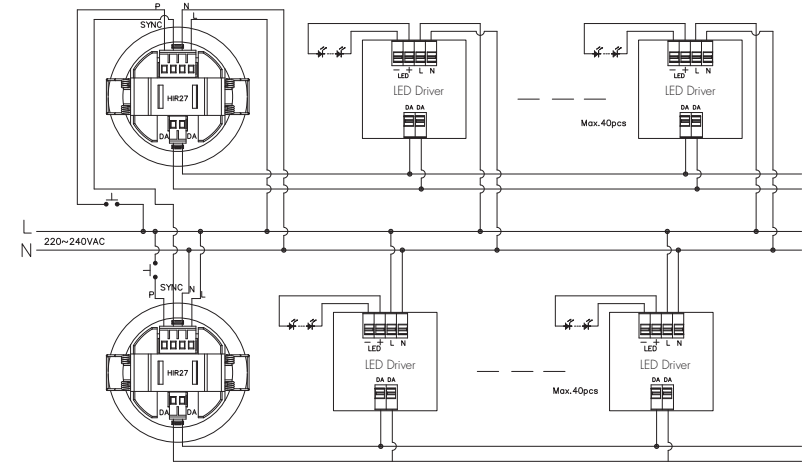 P N
SYNC L
HIR27
DA DA
− + L N
LED
LED Driver
DA DA
Max.40pcs
− + L N
LED
LED Driver
DA DA
L
N 220~240VAC
SYNC N
P L
HIR27
DA DA
− + L N
LED
LED Driver
DA DA
Max.40pcs
− + L N
LED
LED Driver
DA DA